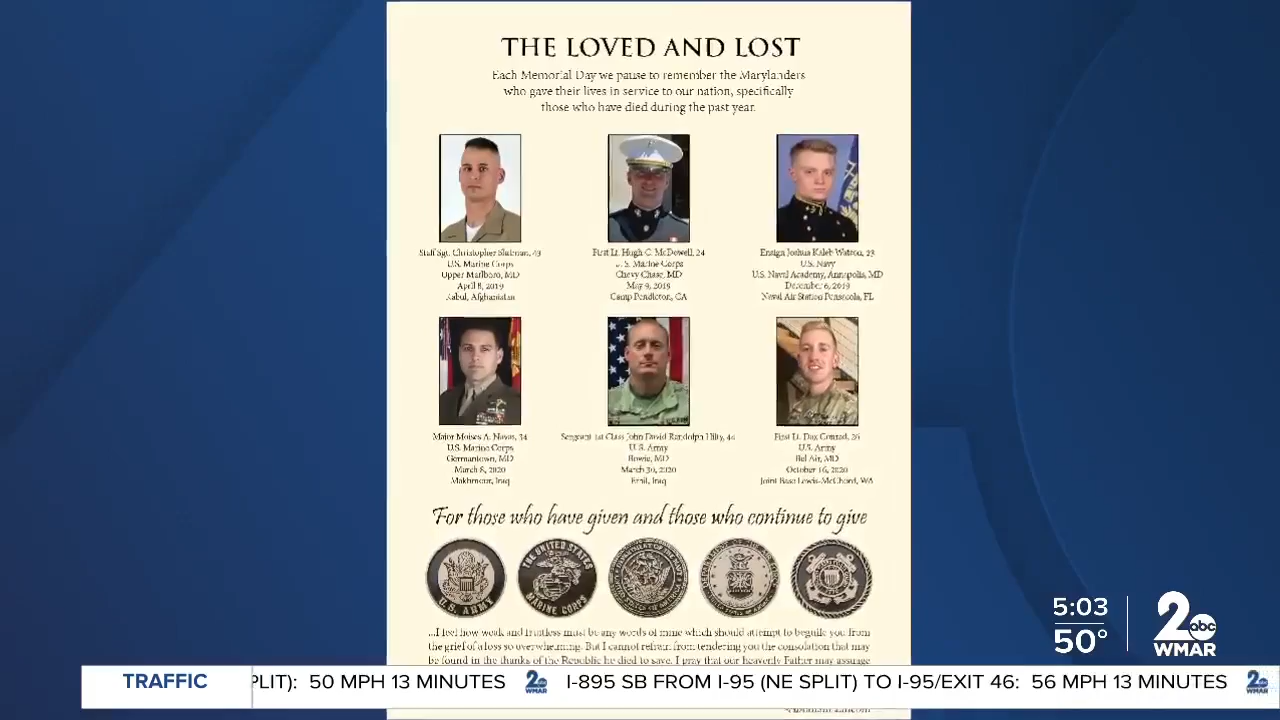 THE LOVED AND LOST
Each Memorial Day we pause to remember the Marylanders
who gave their lives in service to our nation, specifically
those who have died during the past year.
Staff Sgt. Christopher 43
U.S. Marine Corps
Upper Marlboro, MD
April 8, 2019
Kabul, Afghanistan
First Lt. Hugh C. McDowell, 24
U.S. Marine Corps
Chevy Chase, MD
May 9, 2019
Camp Pendleton, CA
Ensign Joshua Kaleb Watson, 23
U.S. Navy
U.S. Naval Academy, Annapolis, MD
December 6, 2019
Naval Air Station Pensacola, FL
Major Moises A. Navas, 34
U.S. Marine Corps
Germantown, MD
March 8, 2020
Makhmour, Iraq
Sergeant 1st Class John David Randolph Hilty, 44
U.S. Army
Bowie, MD
March 30, 2020
Erbil, Iraq
First Lt. Dax Conrad, 26
U.S. Army
Bel Air, MD
October 16, 2020
Joint Base Lewis-McChord, WA
For those who have given and those who continue to give
U.S. ARMY
THE UNITED STATES
MARINE CORPS
...I feel how weak and fruitless must be any words of mine which should attempt to beguile you from
the grief of a loss so overwhelming. But I cannot refrain from tendering you the consolation that may
be found in the thanks of the Republic he died to save. I pray that our heavenly Father may assuage
-Abraham Lincoln
5:03
50°
2 abc
WMAR
TRAFFIC
SPLIT): 50 MPH 13 MINUTES 2 WMAR I-895 SB FROM I-95 (NE SPLIT) TO I-95/EXIT 46: 56 MPH 13 MINUTES 2